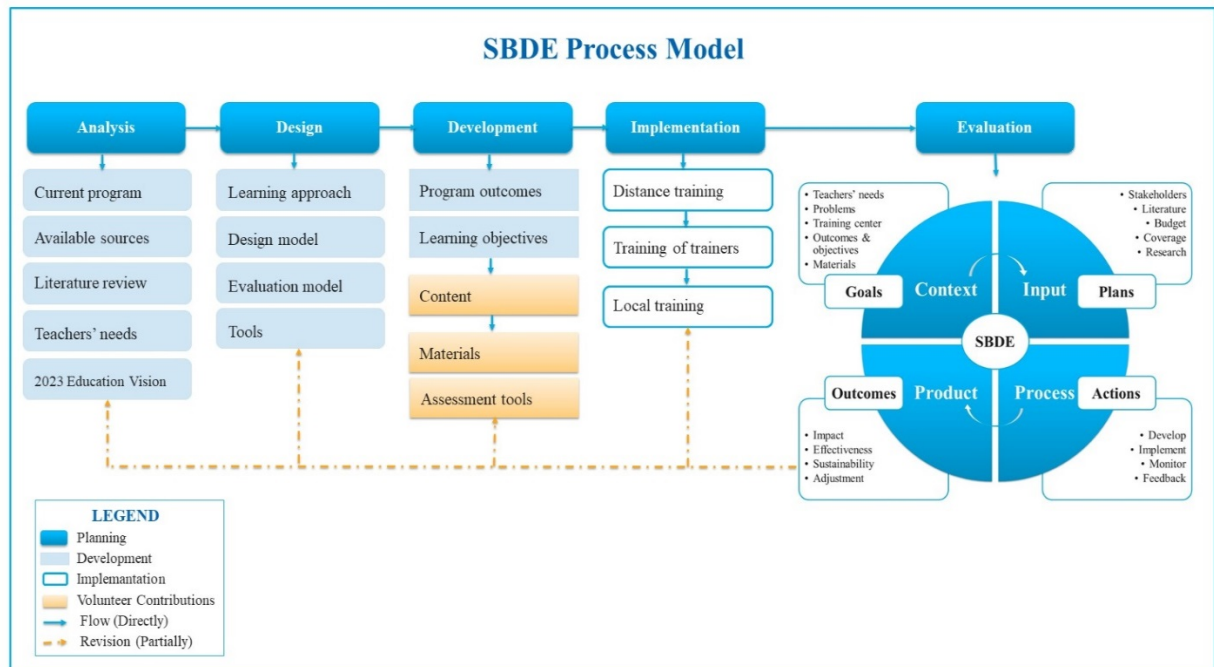 SBDE Process Model
Analysis
Design
Development
Implementation
Evaluation
Current program
Available sources
Literature review
Teachers' needs
2023 Education Vision
Learning approach
Design model
Evaluation model
Tools
Program outcomes
Learning objectives
Content
Materials
Assessment tools
Distance training
Training of trainers
Local training
• Teachers' needs
• Problems
• Training center
• Outcomes &
objectives
• Materials
Goals
Context
• Stakeholders
• Literature
• Budget
• Coverage
• Research
Input
Plans
SBDE
Outcomes
Product
• Impact
• Effectiveness
• Sustainability
• Adjustment
Process
Actions
• Develop
• Implement
• Monitor
• Feedback
LEGEND
Planning
Development
Implemantation
Volunteer Contributions
Flow (Directly)
Revision (Partially)